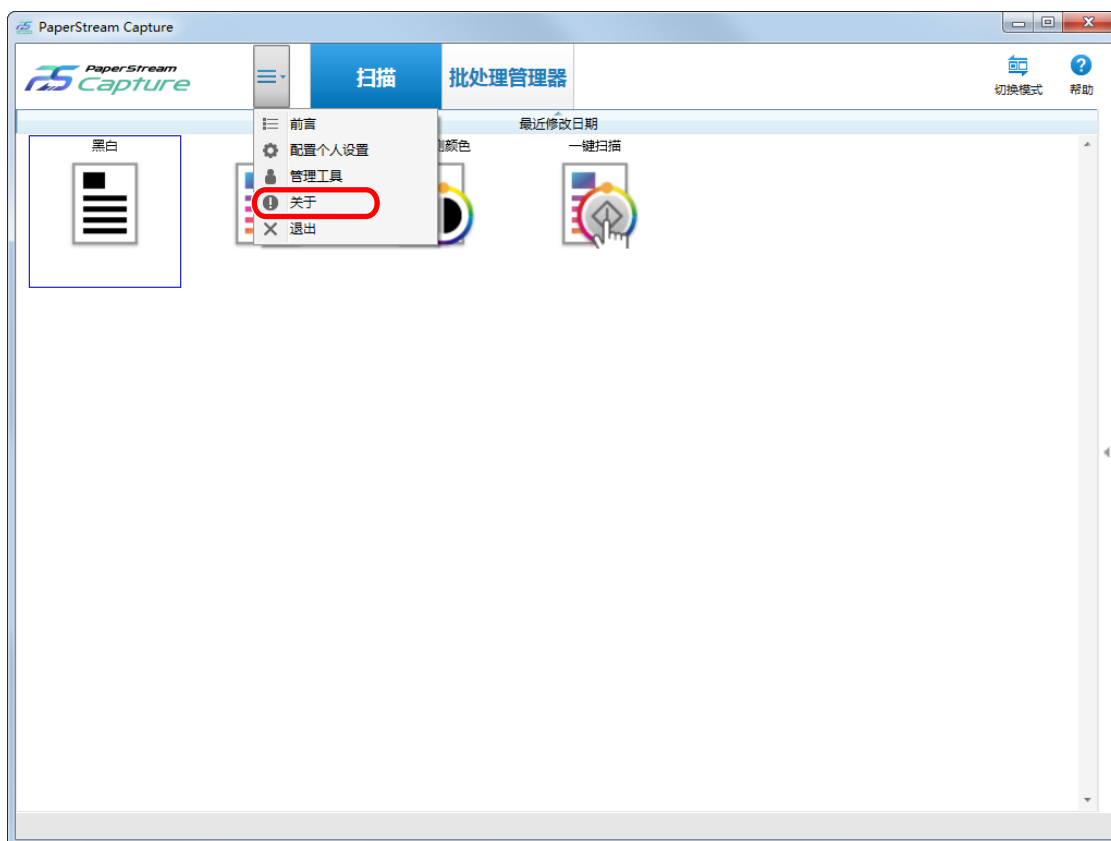 PaperStream Capture
PaperStream
Capture
扫描
批处理管理器
切换模式
帮助
最近修改日期
前言
配置个人设置
管理工具
关于
退出
黑白
颜色
一键扫描